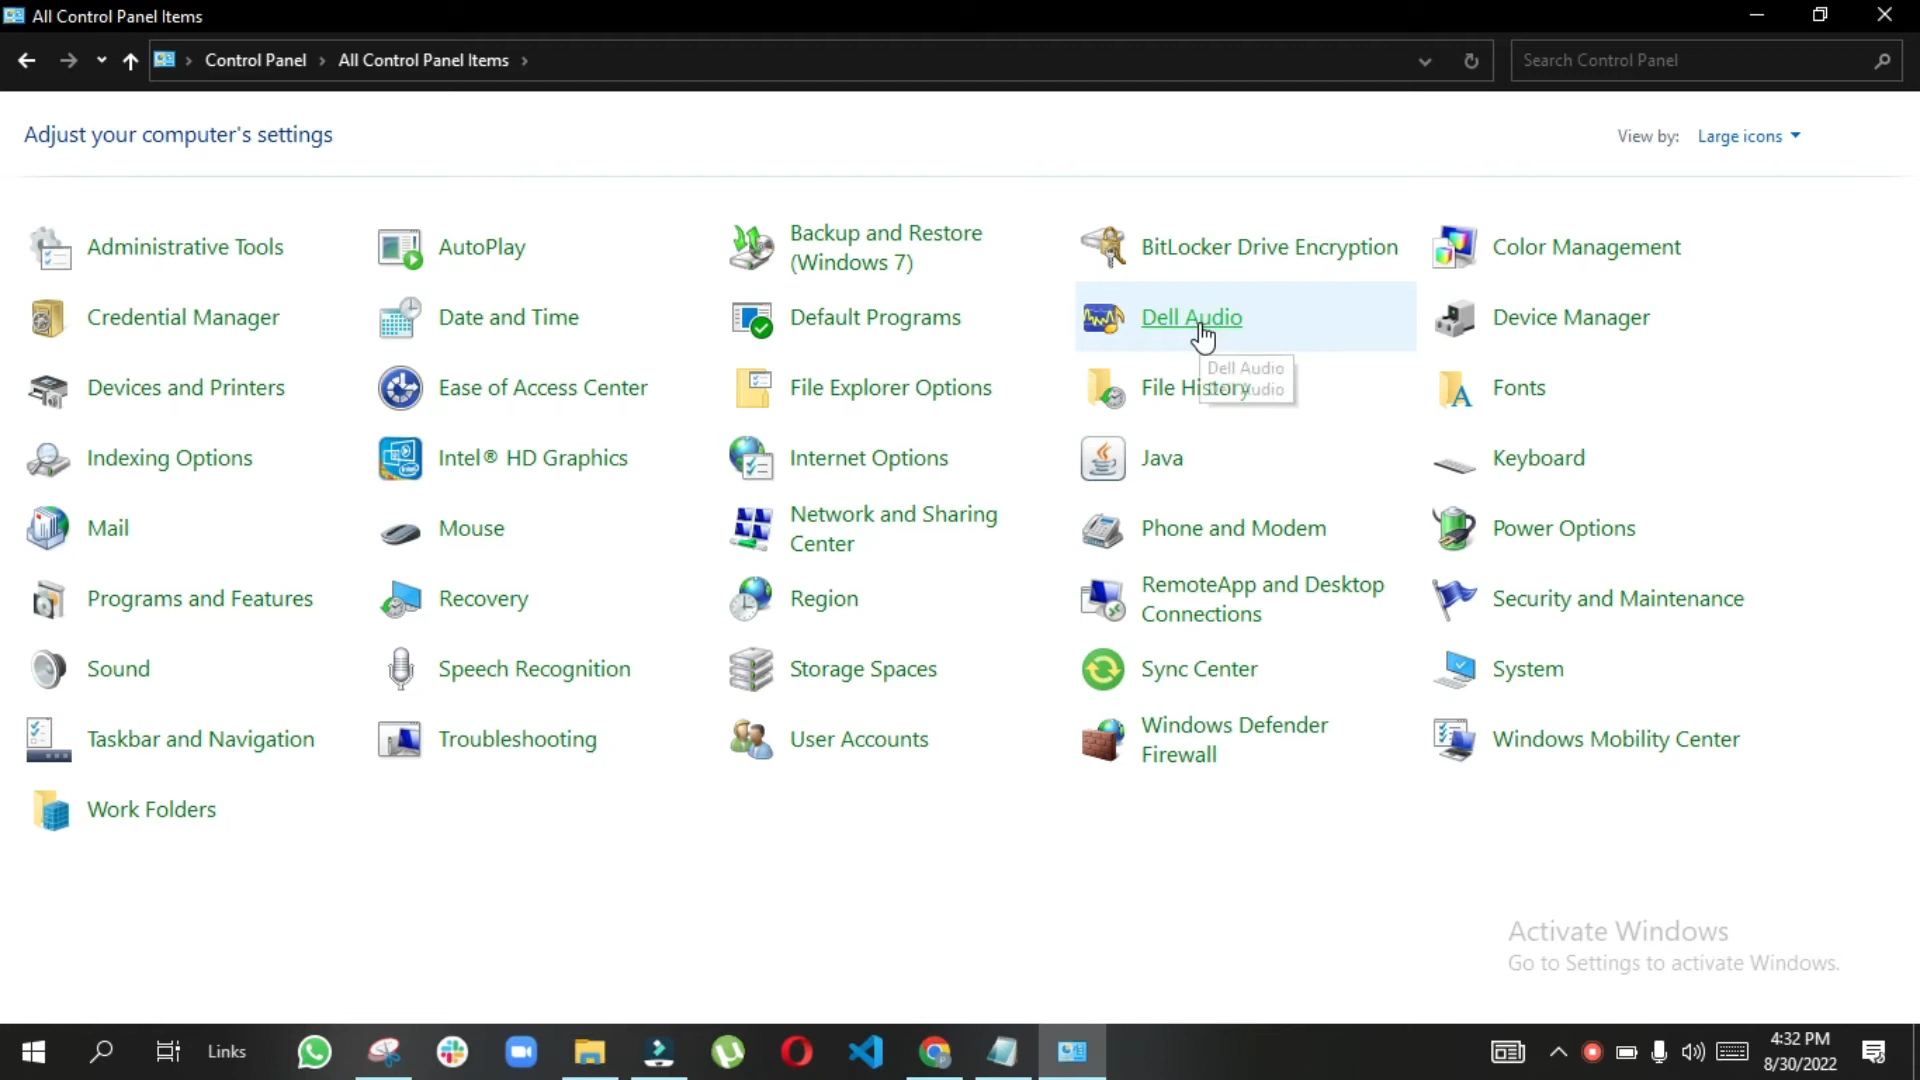 All Control Panel Items
Control Panel
All Control Panel Items
Search Control Panel
Adjust your computer's settings
View by:
Large icons
Administrative Tools
AutoPlay
Backup and Restore
(Windows 7)
BitLocker Drive Encryption
Color Management
Credential Manager
Date and Time
Default Programs
Dell Audio
Device Manager
Dell Audio
Dell Audio
Devices and Printers
Ease of Access Center
File Explorer Options
File History
Fonts
Indexing Options
Intel® HD Graphics
Internet Options
Java
Keyboard
Mail
Mouse
Network and Sharing
Center
Phone and Modem
Power Options
Programs and Features
Recovery
Region
RemoteApp and Desktop
Connections
Security and Maintenance
Sound
Speech Recognition
Storage Spaces
Sync Center
System
Taskbar and Navigation
Troubleshooting
User Accounts
Windows Defender
Firewall
Windows Mobility Center
Work Folders
Activate Windows
Go to Settings to activate Windows.
Links
4:32 PM
8/30/2022